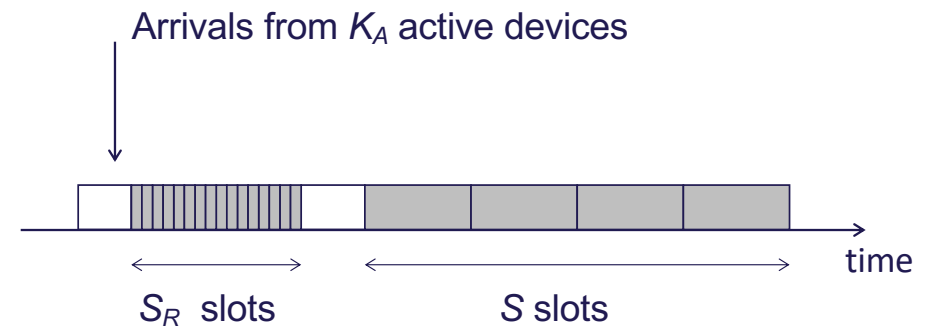 Arrivals from K_A active devices
time
S_R slots
S slots